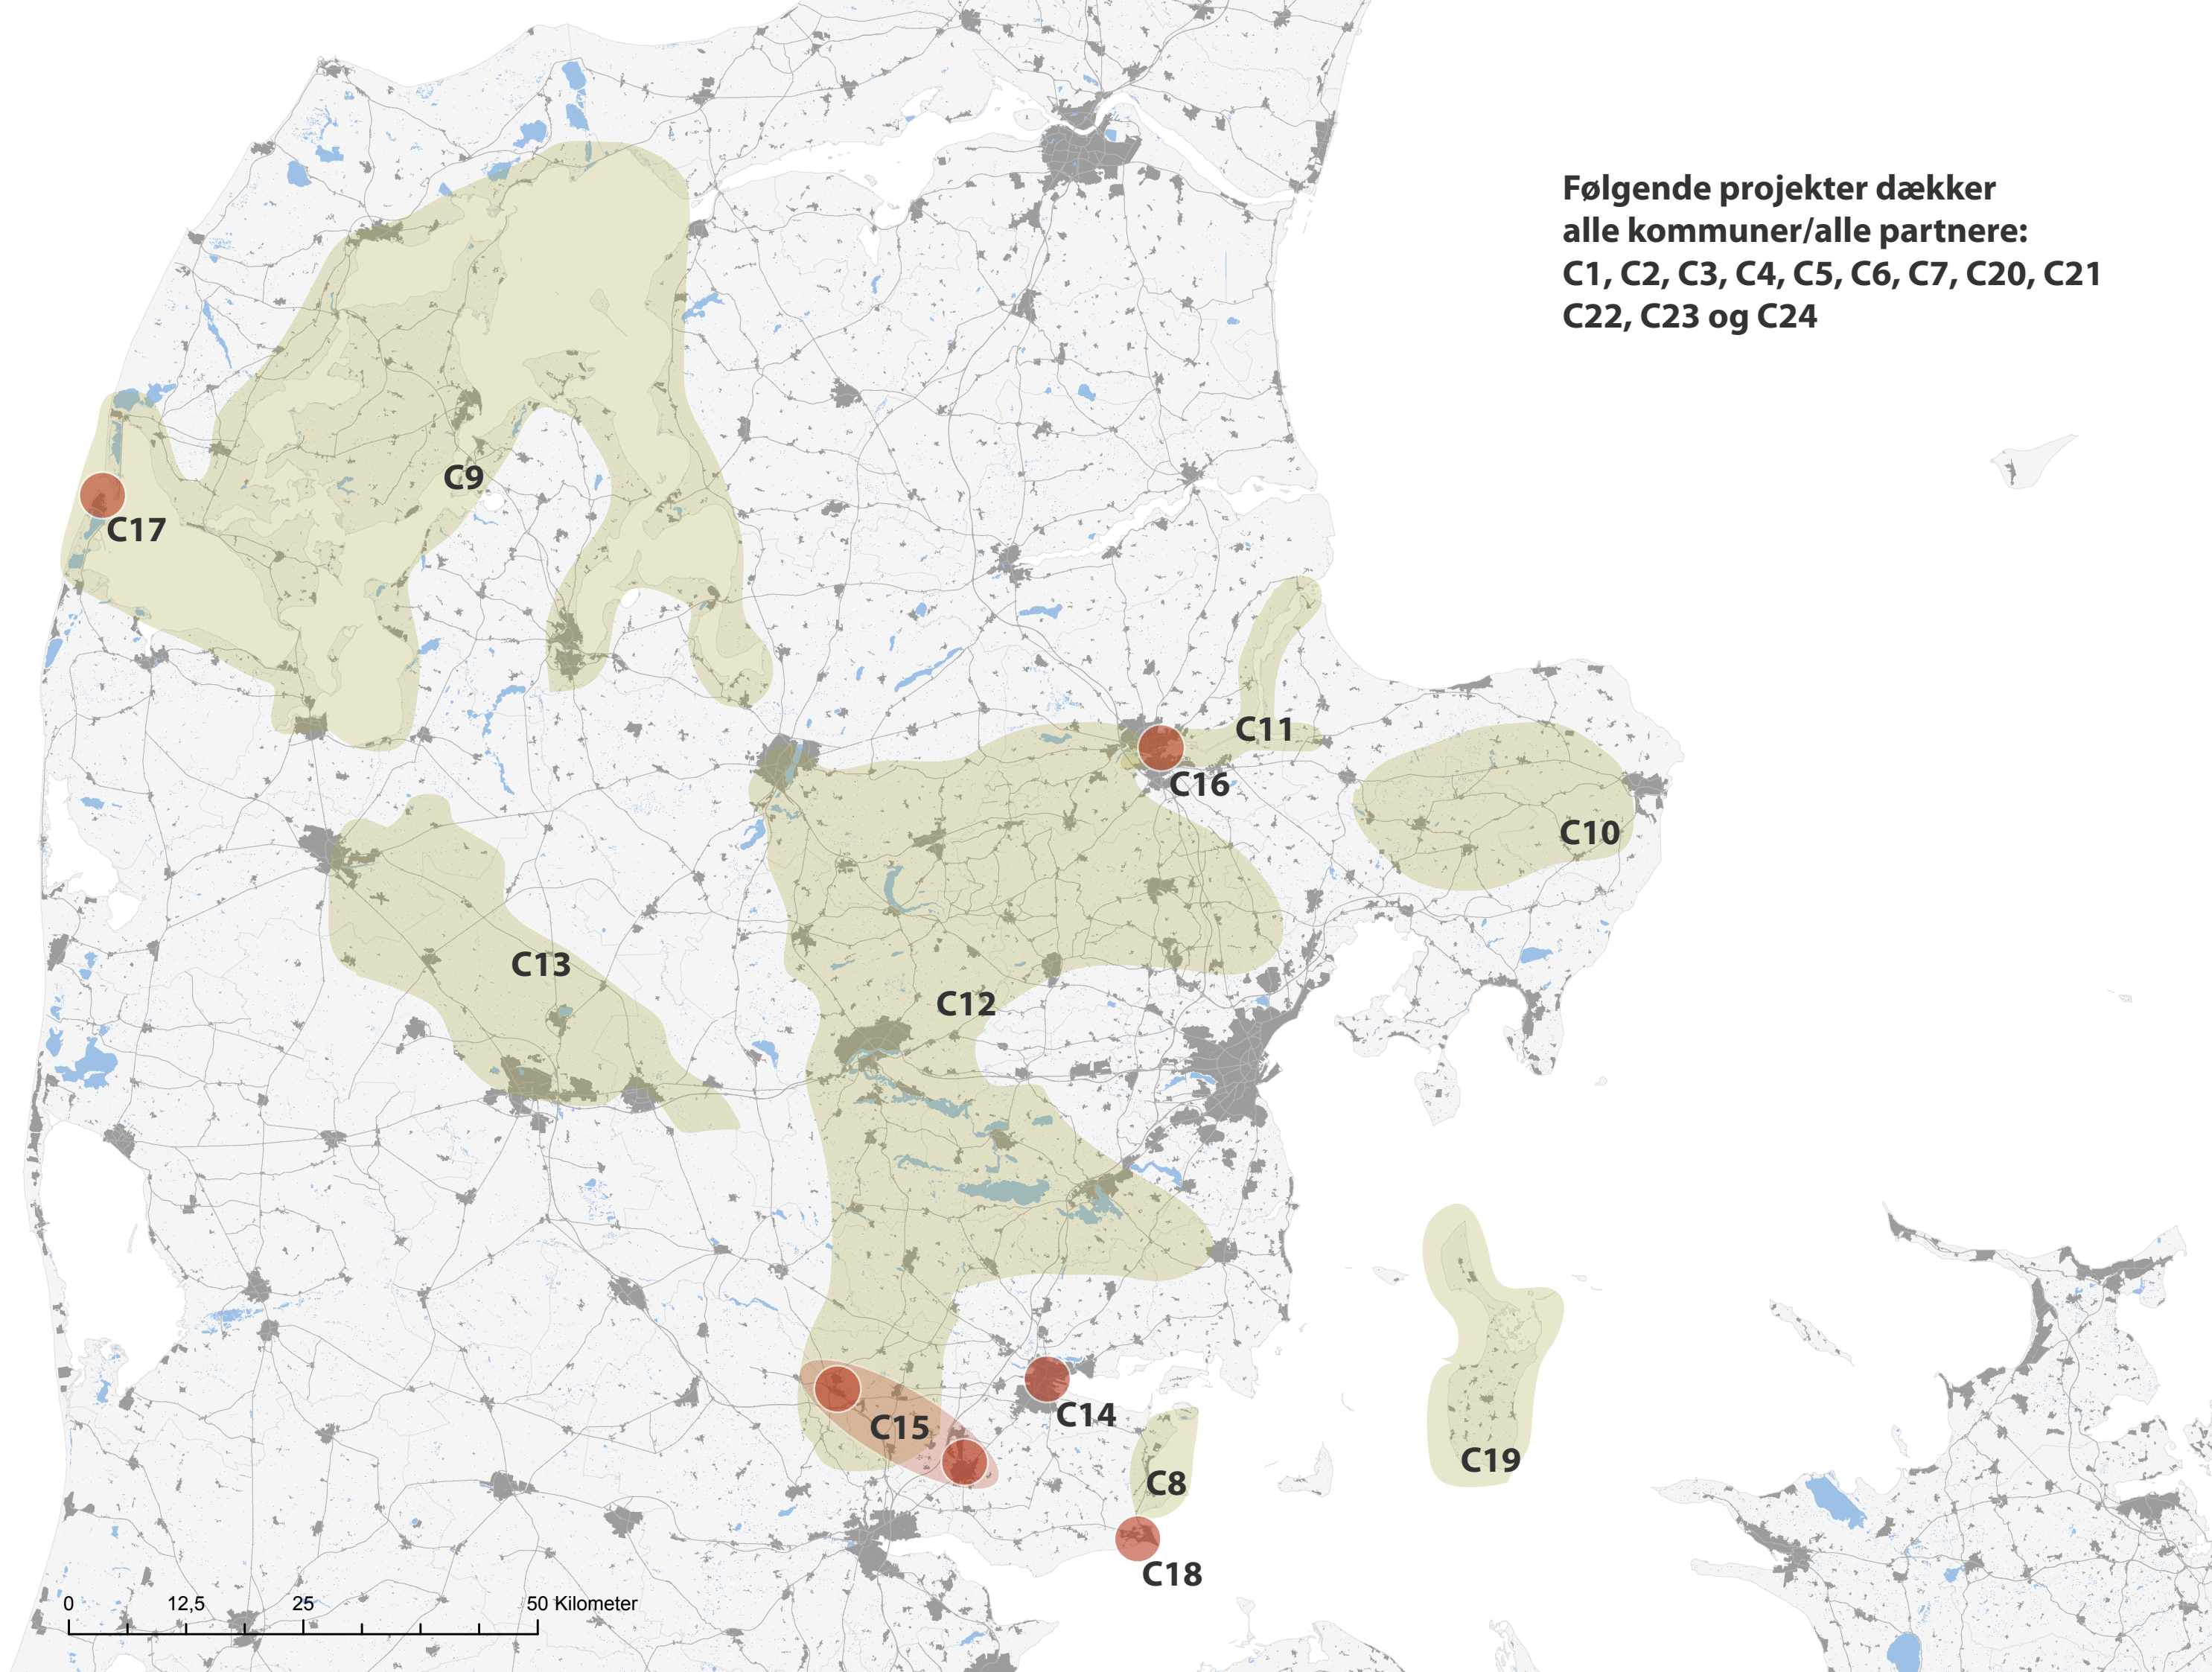 Følgende projekter dækker
alle kommuner/alle partnere:
C1, C2, C3, C4, C5, C6, C7, C20, C21
C22, C23 og C24
C9
C17
C11
C16
C10
C13
C12
C15
C14
C19
C8
C18
0 12,5 25 50 Kilometer